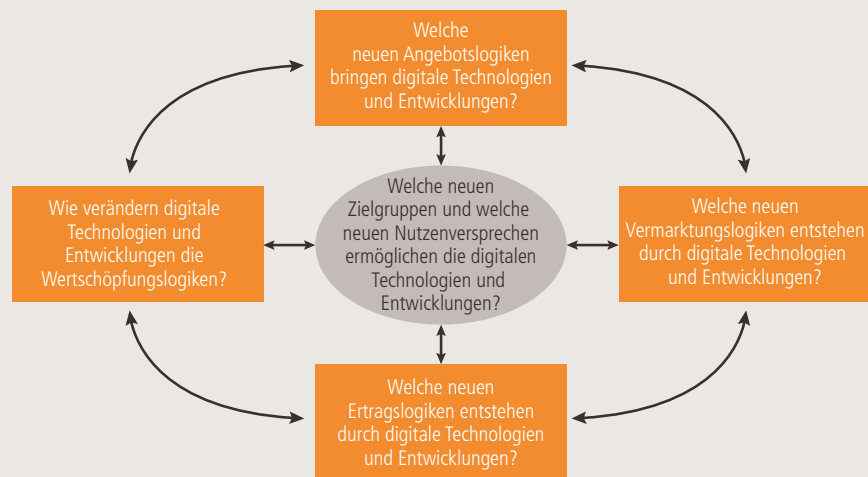 Welche
neuen Angebotslogiken
bringen digitale Technologien
und Entwicklungen?
Wie verändern digitale
Technologien und
Entwicklungen die
Wertschöpfungslogiken?
Welche neuen
Zielgruppen und welche
neuen Nutzenversprechen
ermöglichen die digitalen
Technologien und
Entwicklungen?
Welche neuen
Vermarktungslogiken entstehen
durch digitale Technologien
und Entwicklungen?
Welche neuen
Ertragslogiken entstehen
durch digitale Technologien
und Entwicklungen?